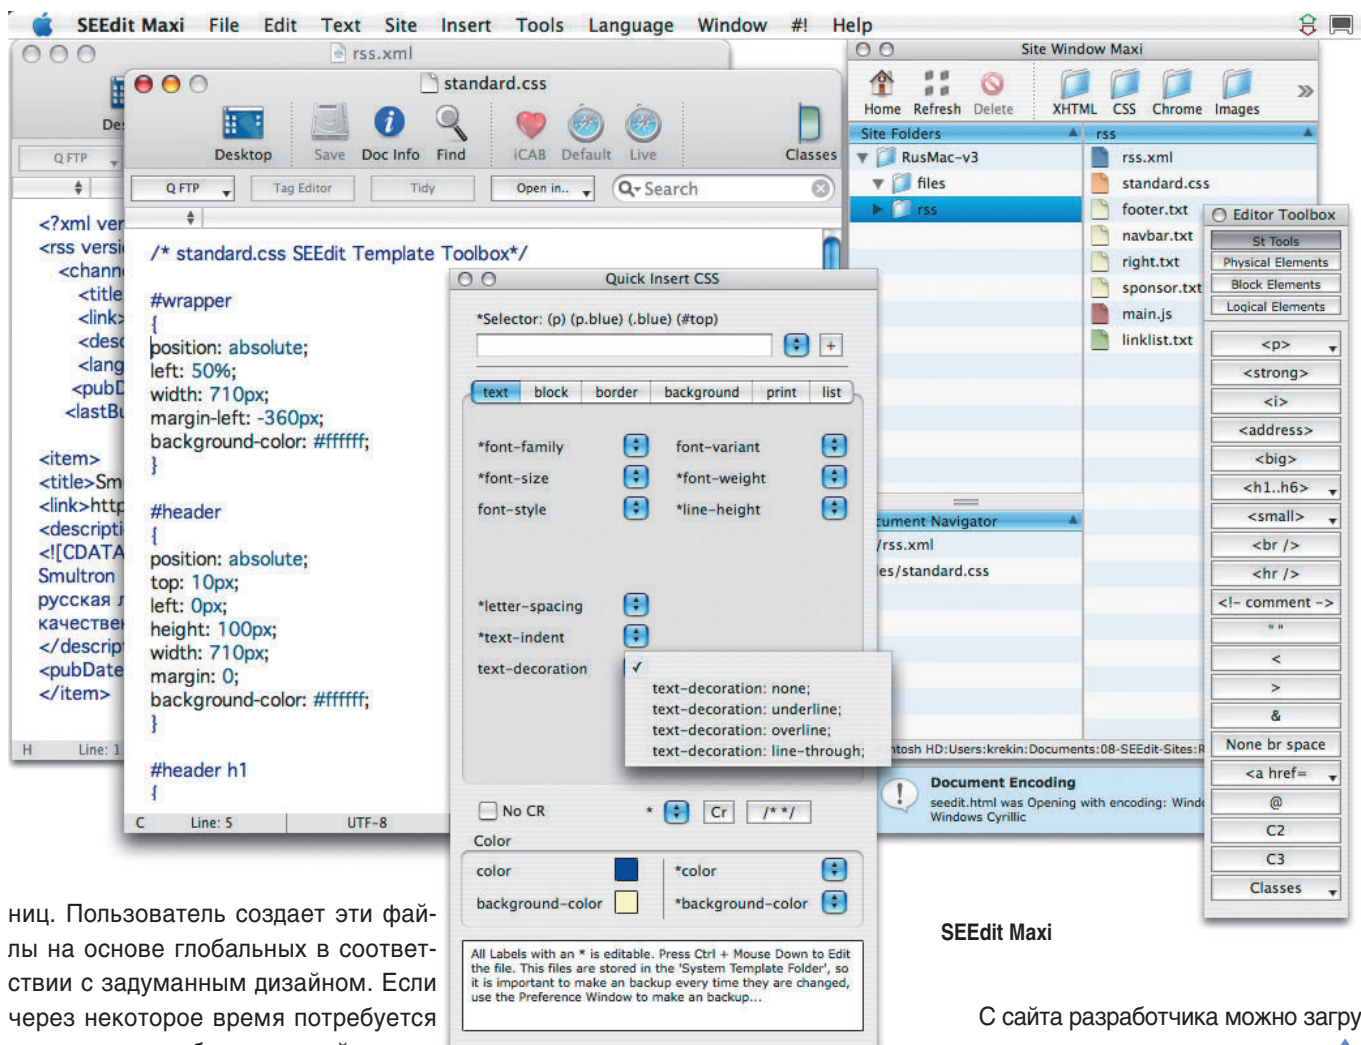 SEEdit Maxi File Edit Text Site Insert Tools Language Window #! Help
rss.xml
Q FTP
<?xml ver
<rss versi
<chann
<title
<link>
<desc
<lang
<pubD
<lastBu
<item>
<title>Sm
<link>http
<descripti
<![CDATA
Smultron
русская л
качествен
</descrip
<pubDate
</item>
H Line: 1
standard.css
Desktop Save Doc Info Find iCAB Default Live Classes
Q FTP Tag Editor Tidy Open in.. Search
/* standard.css SEEdit Template Toolbox*/
#wrapper
{
position: absolute;
left: 50%;
width: 710px;
margin-left: -360px;
background-color: #ffffff;
}
#header
{
position: absolute;
top: 10px;
left: 0px;
height: 100px;
width: 710px;
margin: 0;
background-color: #ffffff;
}
#header h1
{
C Line: 5 UTF-8
Quick Insert CSS
*Selector: (p) (p.blue) (.blue) (#top)
+
text block border background print list
*font-family font-variant
*font-size *font-weight
font-style *line-height
*letter-spacing
*text-indent
text-decoration ✓
text-decoration: none;
text-decoration: underline;
text-decoration: overline;
text-decoration: line-through;
No CR * Cr /* */
Color
color *color
background-color *background-color
All Labels with an * is editable. Press Ctrl + Mouse Down to Edit
the file. This files are stored in the 'System Template Folder', so
it is important to make an backup every time they are changed,
use the Preference Window to make an backup...
Site Window Maxi
Home Refresh Delete XHTML CSS Chrome Images »
Site Folders rss
RusMac-v3
files
rss
rss.xml
standard.css
footer.txt
navbar.txt
right.txt
sponsor.txt
main.js
linklist.txt
cument Navigator
/rss.xml
es/standard.css
ntosh HD:Users:krekin:Documents:08-SEEdit-Sites:R
Document Encoding
seedit.html was Opening with encoding: Windo
Windows Cyrillic
Editor Toolbox
St Tools
Physical Elements
Block Elements
Logical Elements
<p>
<strong>
<i>
<address>
<big>
<h1..h6>
<small>
<br />
<hr />
<!- comment ->
" "
<
>
&
None br space
<a href=
@
C2
C3
Classes
SEEdit Maxi
ниц. Пользователь создает эти фай-
лы на основе глобальных в соответ-
ствии с задуманным дизайном. Если
через некоторое время потребуется
С сайта разработчика можно загру